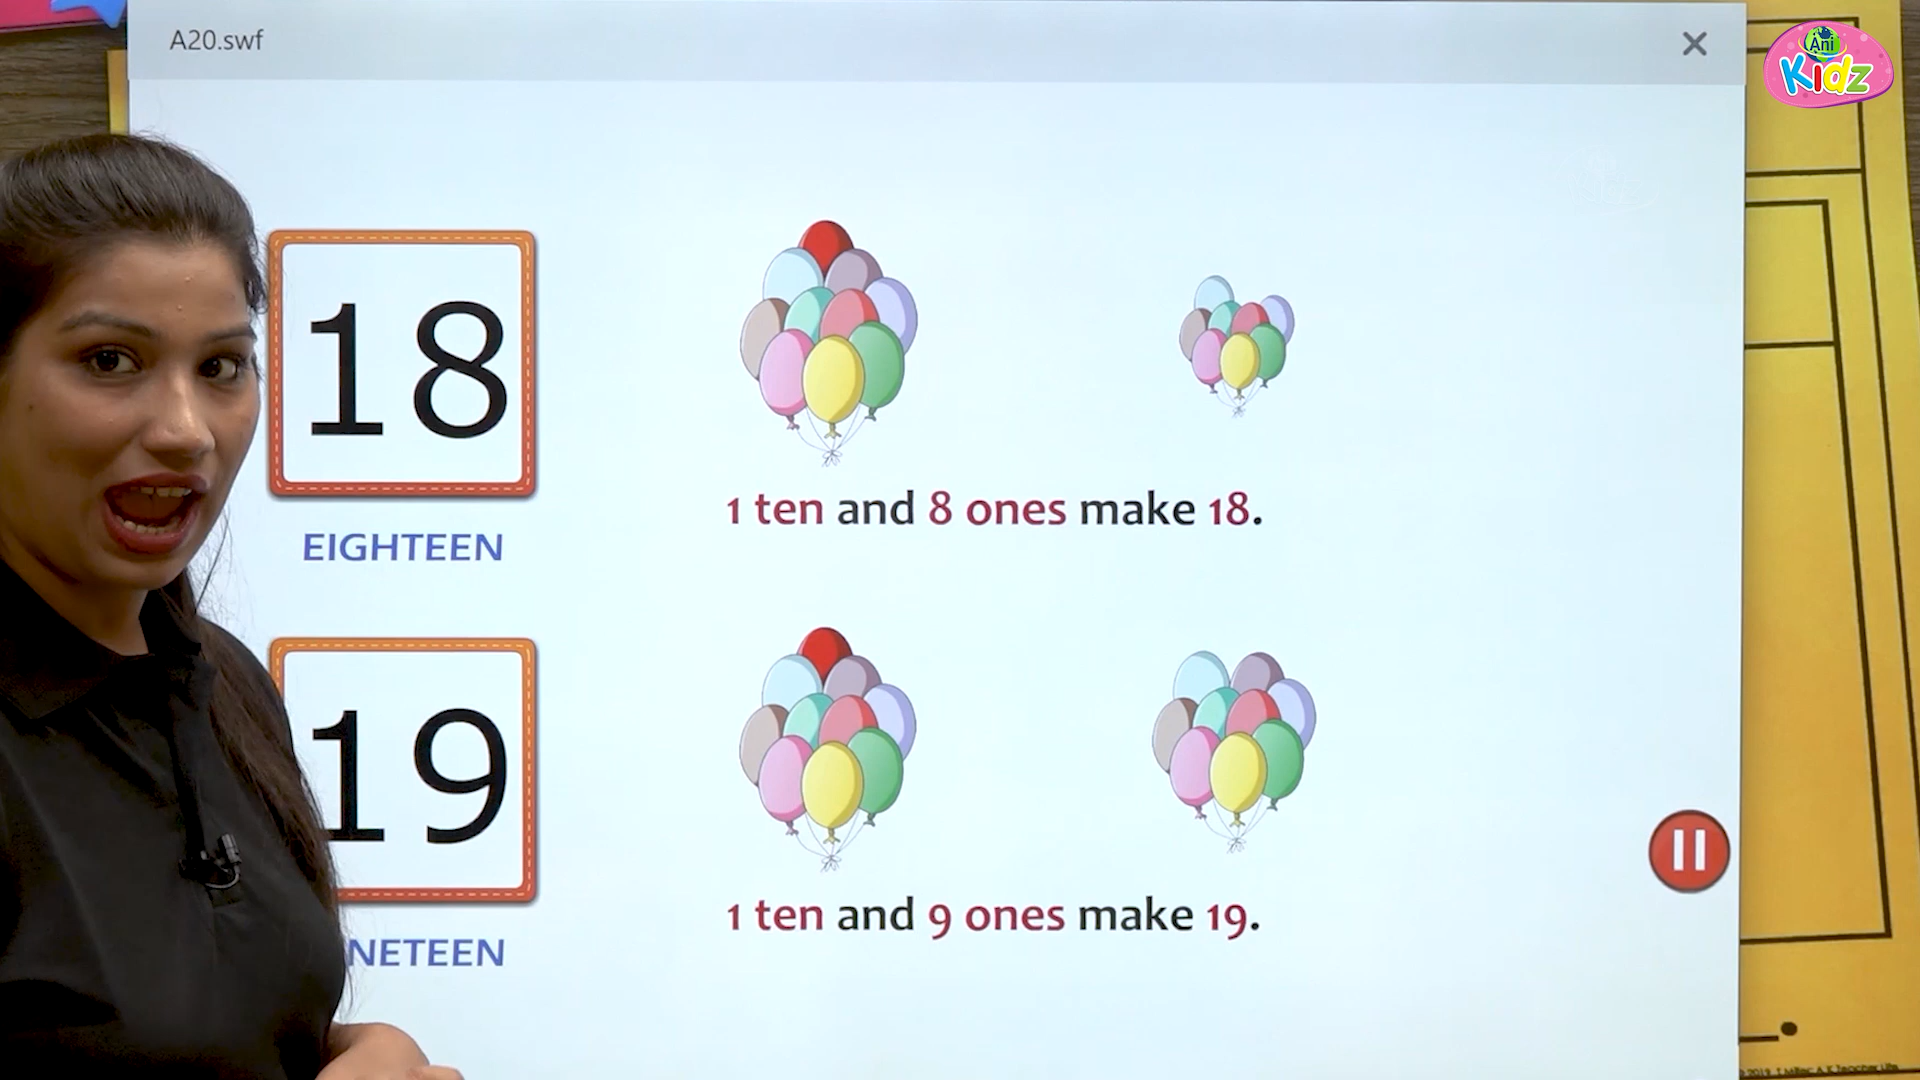 A20.swf
Ani
Kidz
18
EIGHTEEN
1 ten and 8 ones make 18.
19
NETEEN
1 ten and 9 ones make 19.